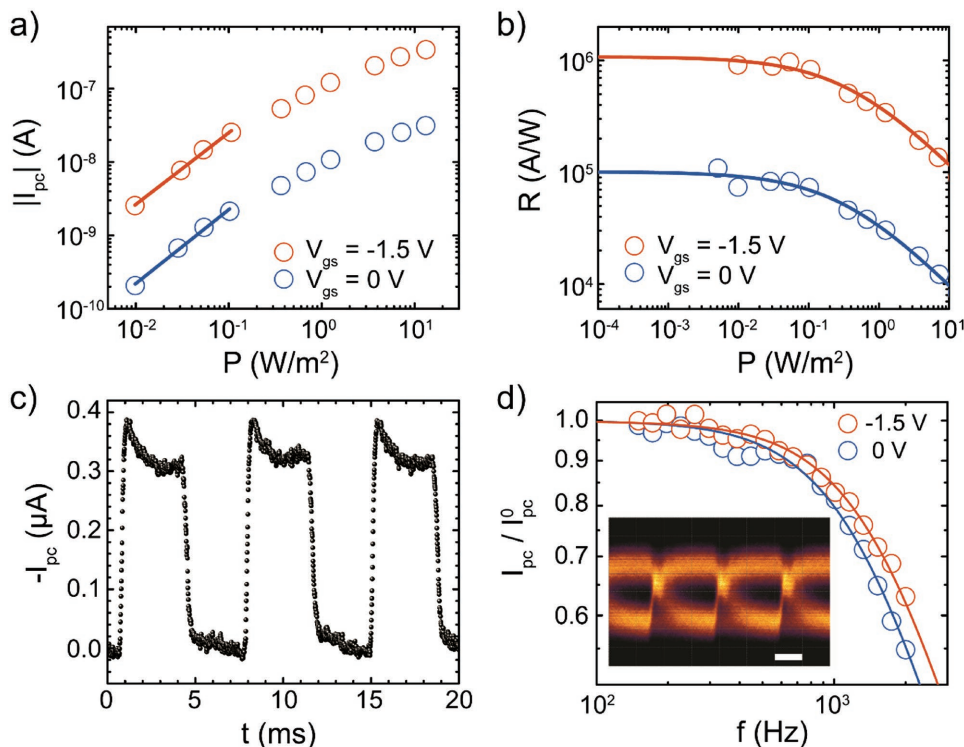 a)
|I_pc| (A)
10^-7
10^-8
10^-9
10^-10
V_gs = -1.5 V
V_gs = 0 V
10^-2 10^-1 10^0 10^1
P (W/m^2)
b)
R (A/W)
10^6
10^5
10^4
V_gs = -1.5 V
V_gs = 0 V
10^-4 10^-3 10^-2 10^-1 10^0 10^1
P (W/m^2)
c)
-I_pc (μA)
0.4
0.3
0.2
0.1
0.0
0 5 10 15 20
t (ms)
d)
I_pc / I_pc^0
1.0
0.9
0.8
0.7
0.6
-1.5 V
0 V
10^2 10^3
f (Hz)